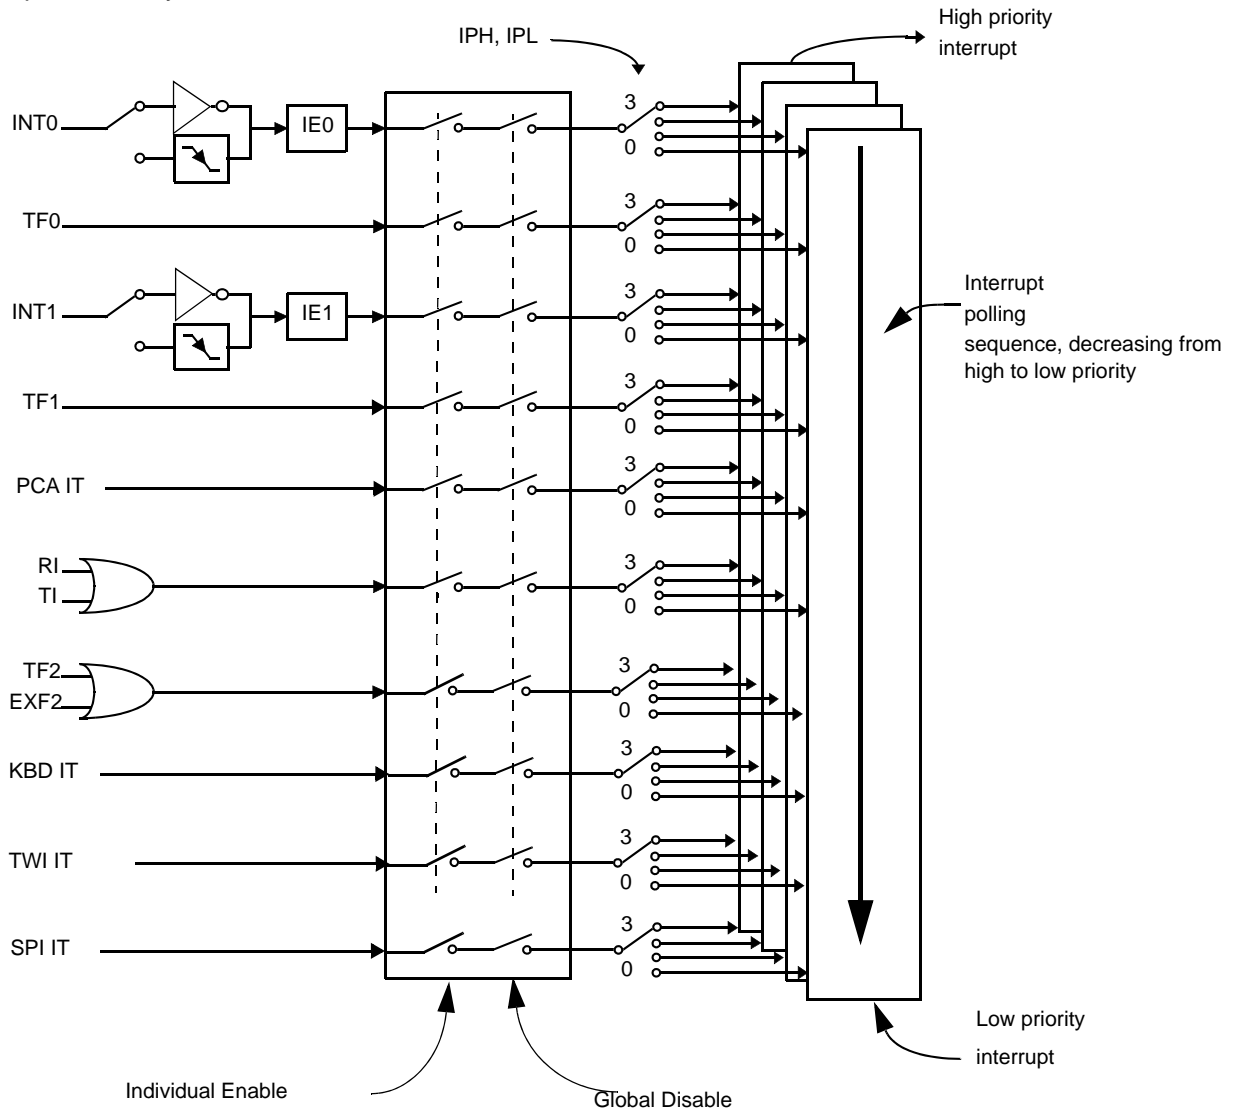 High priority
interrupt
IPH, IPL
INT0
IE0
3
0
TF0
3
0
INT1
IE1
3
0
Interrupt
polling
sequence, decreasing from
high to low priority
TF1
3
0
PCA IT
3
0
RI
TI
3
0
TF2
EXF2
3
0
KBD IT
3
0
TWI IT
3
0
SPI IT
3
0
Low priority
interrupt
Individual Enable
Global Disable